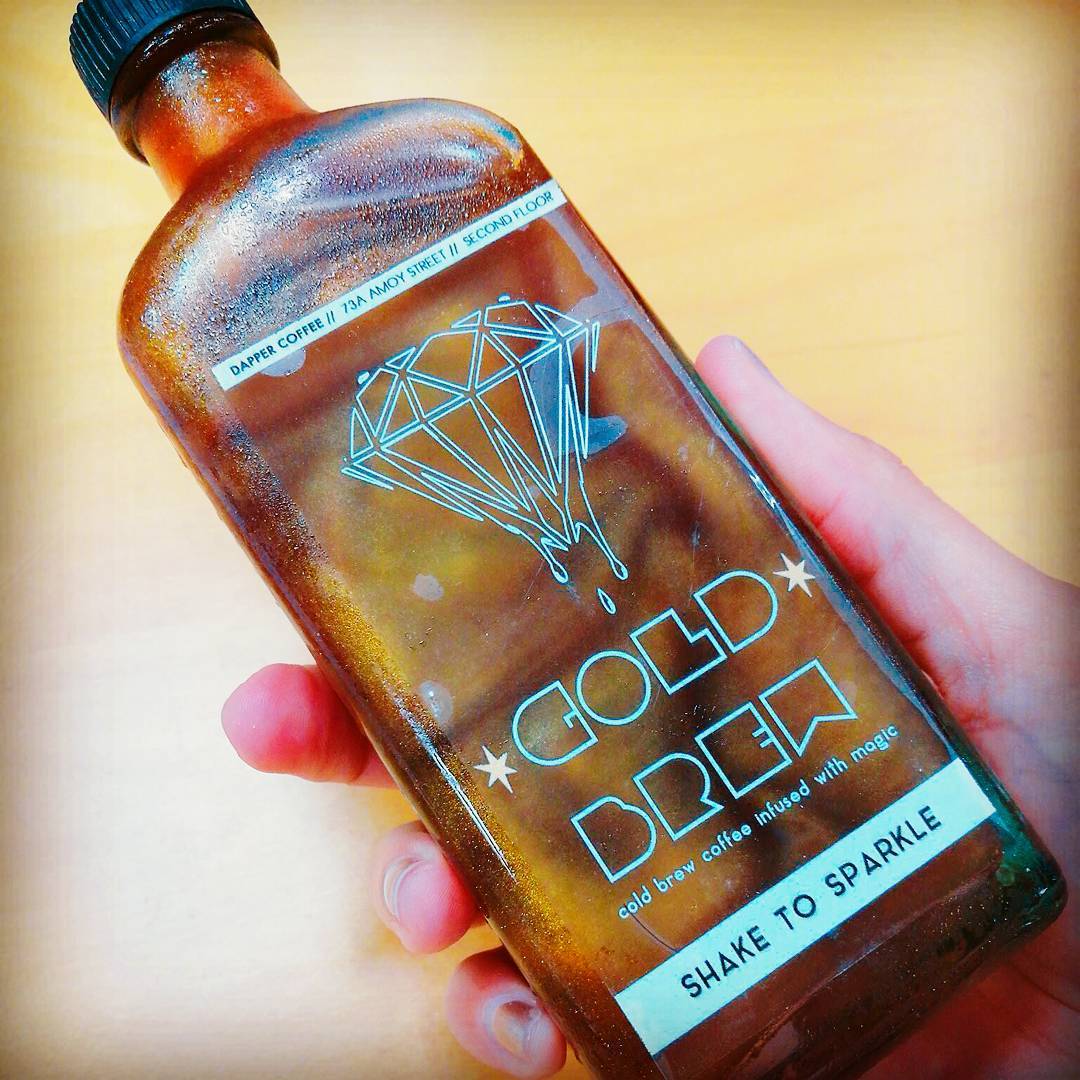 DAPPER COFFEE // 73A AMOY STREET // SECOND FLOOR
GOLD
BREW
cold brew coffee infused with magic
SHAKE TO SPARKLE